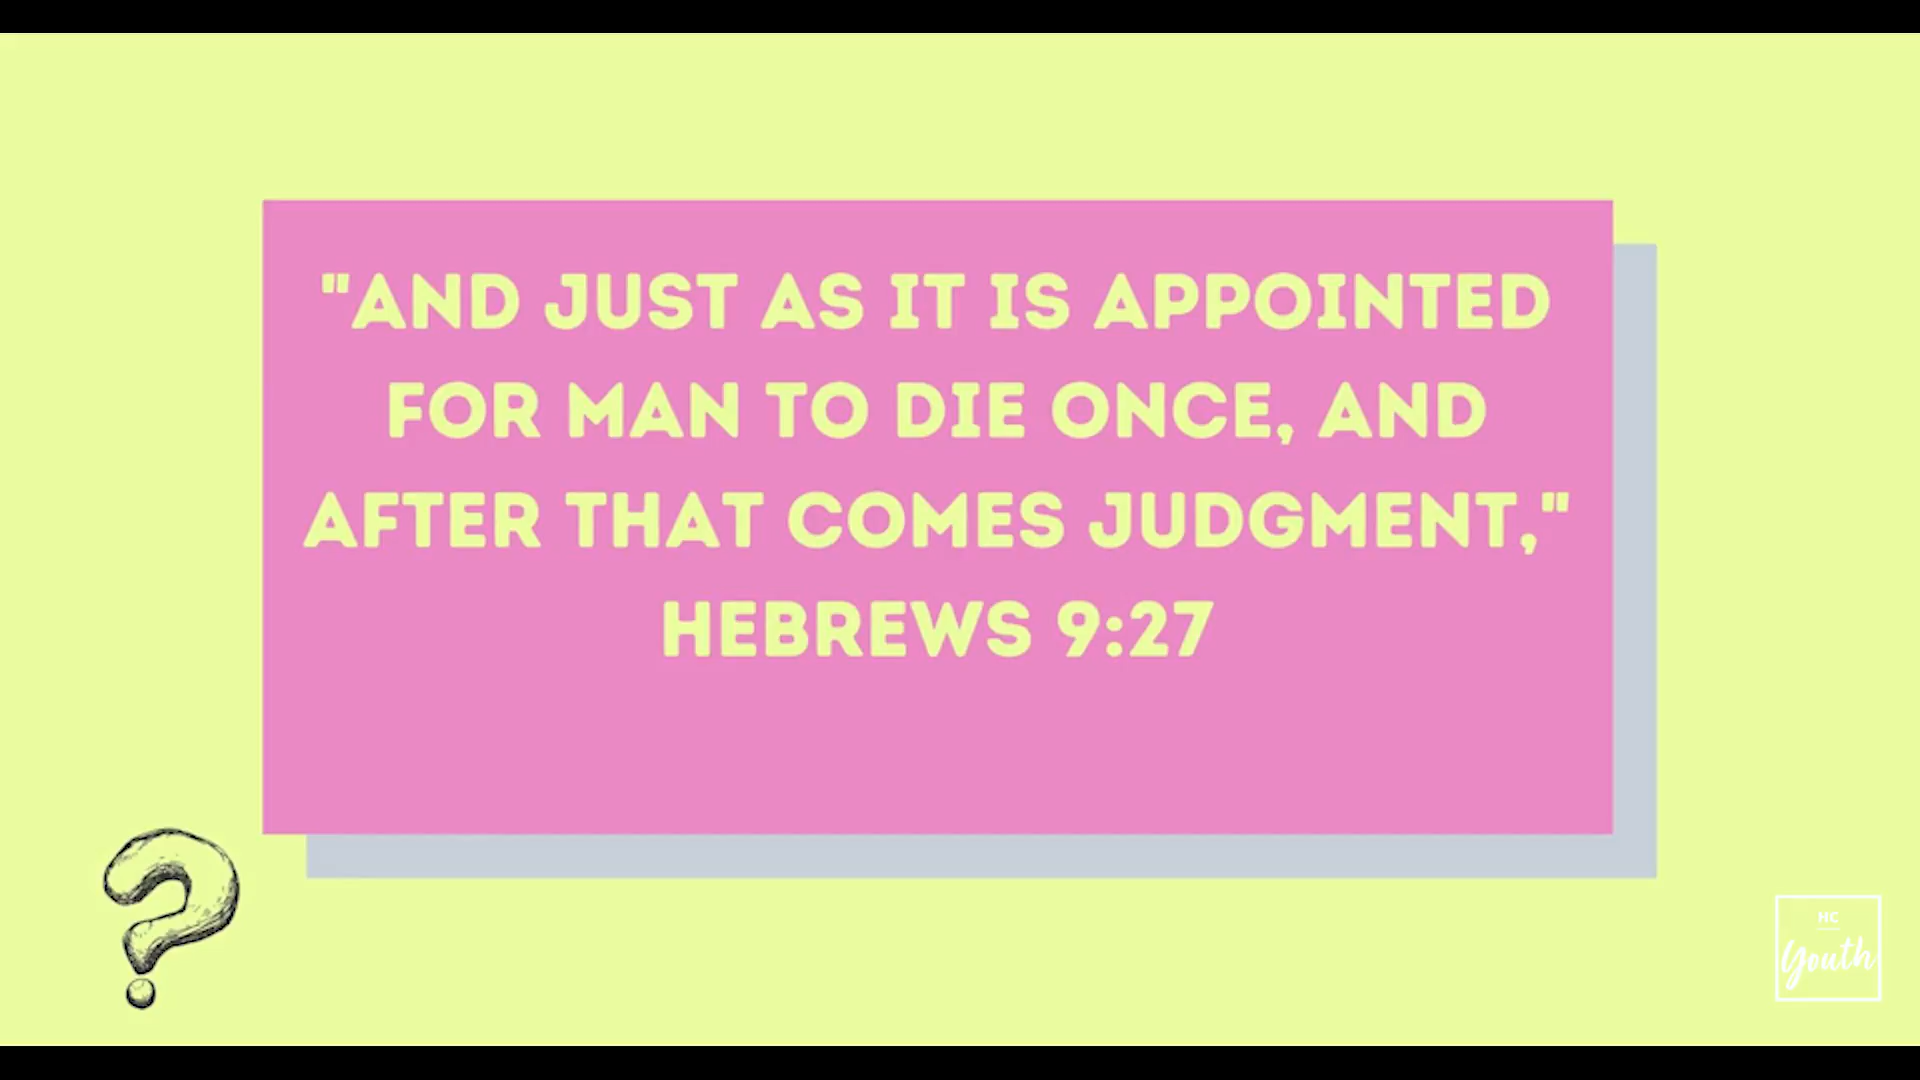 "AND JUST AS IT IS APPOINTED
FOR MAN TO DIE ONCE, AND
AFTER THAT COMES JUDGMENT,"
HEBREWS 9:27
?
HC
Youth